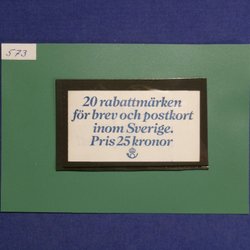 573
20 rabattmärken
för brev och postkort
inom Sverige.
Pris 25 kronor